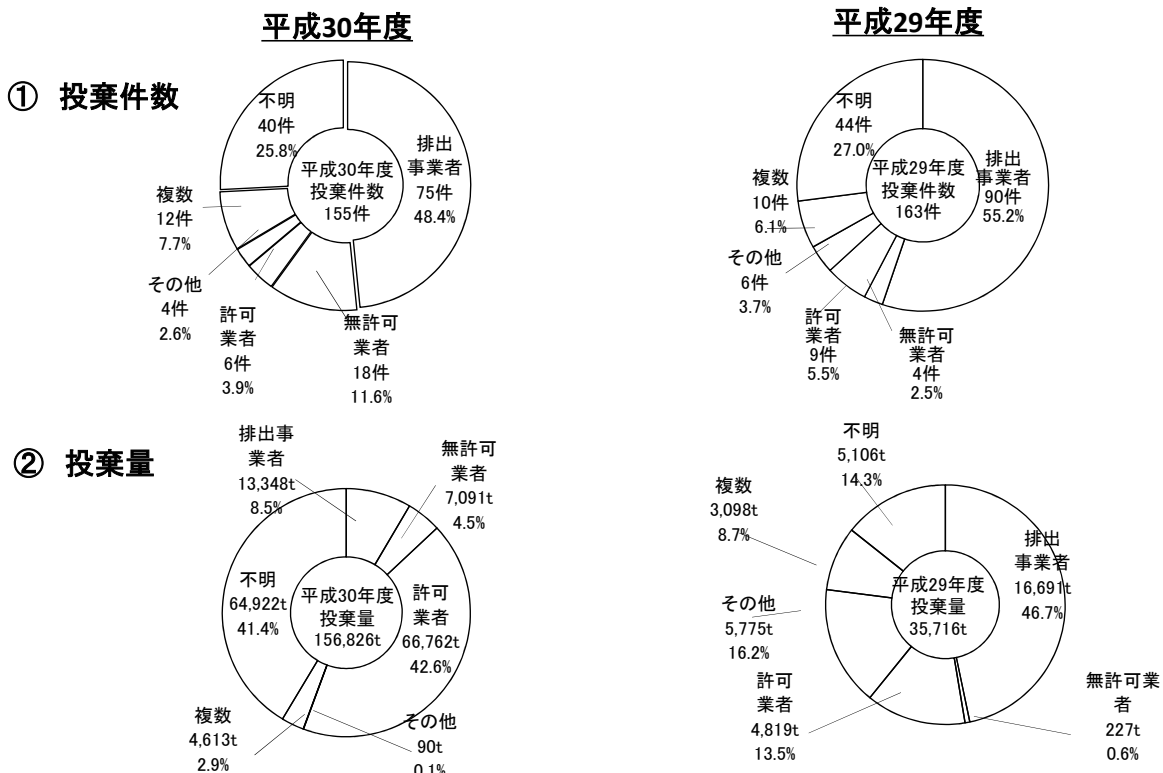 平成30年度
平成29年度
① 投棄件数
不明
40件
25.8%
排出
事業者
75件
48.4%
平成30年度
投棄件数
155件
複数
12件
7.7%
その他
4件
2.6%
許可
業者
6件
3.9%
無許可
業者
18件
11.6%
不明
44件
27.0%
排出
事業者
90件
55.2%
平成29年度
投棄件数
163件
複数
10件
6.1%
その他
6件
3.7%
許可
業者
9件
5.5%
無許可
業者
4件
2.5%
② 投棄量
排出事
業者
13,348t
8.5%
無許可
業者
7,091t
4.5%
不明
64,922t
41.4%
平成30年度
投棄量
156,826t
許可
業者
66,762t
42.6%
複数
4,613t
2.9%
その他
90t
0.1%
不明
5,106t
14.3%
複数
3,098t
8.7%
排出
事業者
16,691t
46.7%
平成29年度
投棄量
35,716t
その他
5,775t
16.2%
許可
業者
4,819t
13.5%
無許可業
者
227t
0.6%